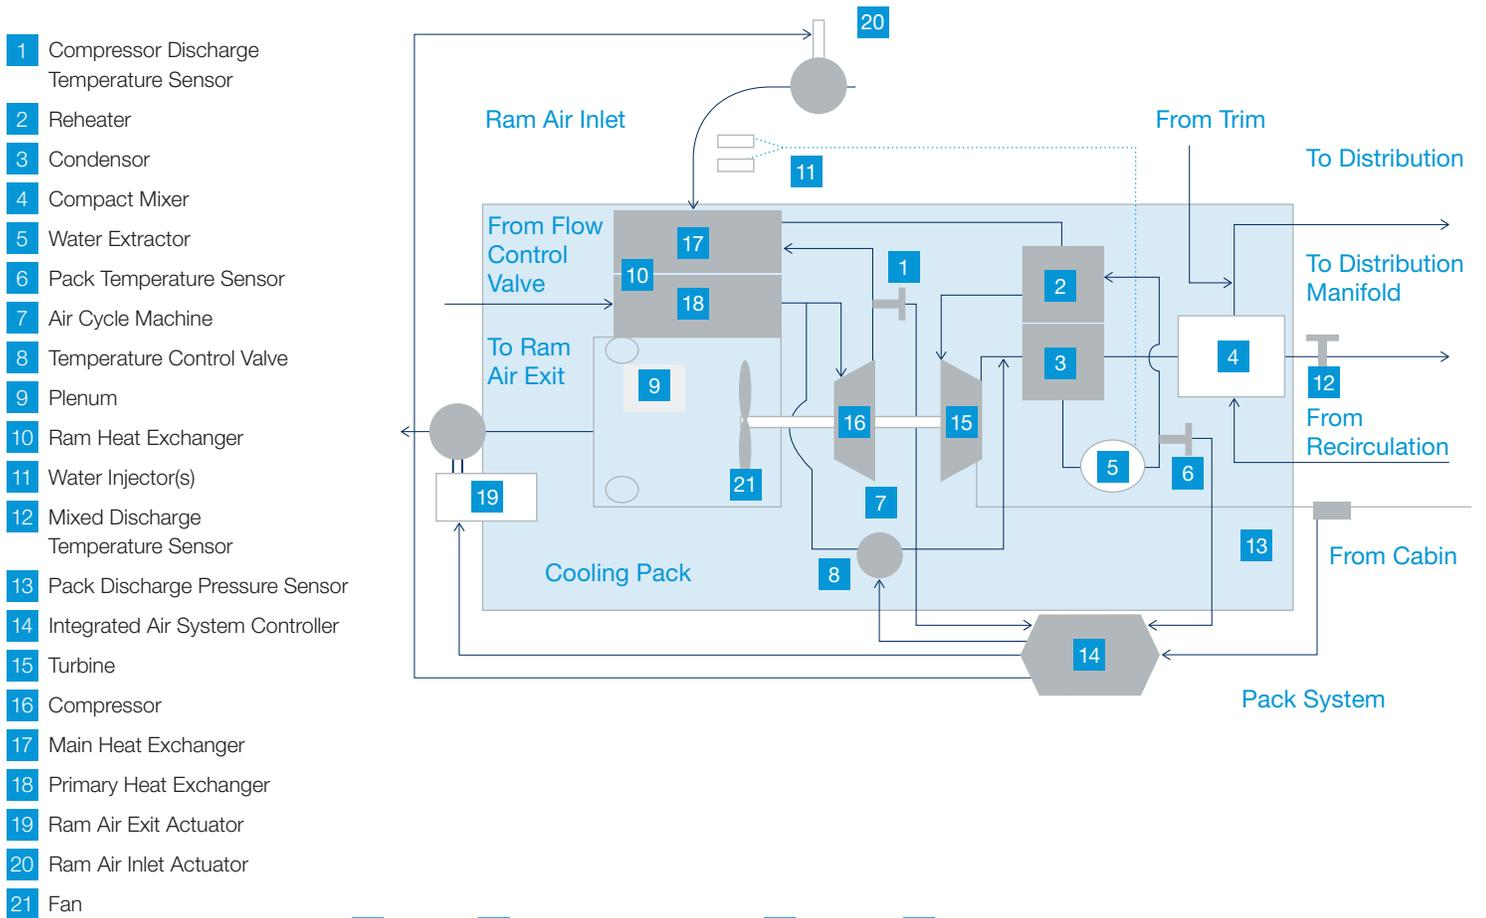 1 Compressor Discharge
Temperature Sensor
2 Reheater
3 Condensor
4 Compact Mixer
5 Water Extractor
6 Pack Temperature Sensor
7 Air Cycle Machine
8 Temperature Control Valve
9 Plenum
10 Ram Heat Exchanger
11 Water Injector(s)
12 Mixed Discharge
Temperature Sensor
13 Pack Discharge Pressure Sensor
14 Integrated Air System Controller
15 Turbine
16 Compressor
17 Main Heat Exchanger
18 Primary Heat Exchanger
19 Ram Air Exit Actuator
20 Ram Air Inlet Actuator
21 Fan
20
Ram Air Inlet
From Trim
To Distribution
11
From Flow
Control
Valve
17
10
18
1
2
To Distribution
Manifold
To Ram
Air Exit
9
3
4
12
16
15
From
Recirculation
5
6
21
19
7
13
From Cabin
Cooling Pack
8
14
Pack System